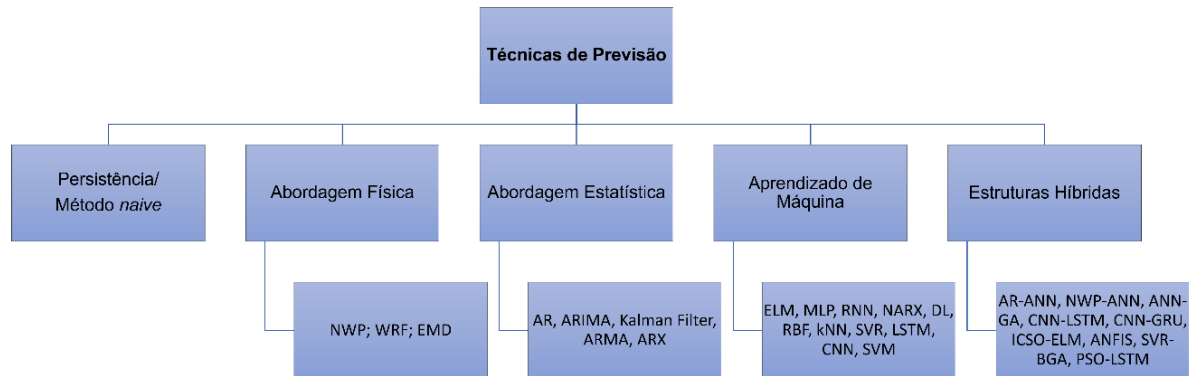 Técnicas de Previsão
Persistência/
Método naive
Abordagem Física
Abordagem Estatística
Aprendizado de
Máquina
Estruturas Híbridas
NWP; WRF; EMD
AR, ARIMA, Kalman Filter,
ARMA, ARX
ELM, MLP, RNN, NARX, DL,
RBF, kNN, SVR, LSTM,
CNN, SVM
AR-ANN, NWP-ANN, ANN-
GA, CNN-LSTM, CNN-GRU,
ICSO-ELM, ANFIS, SVR-
BGA, PSO-LSTM